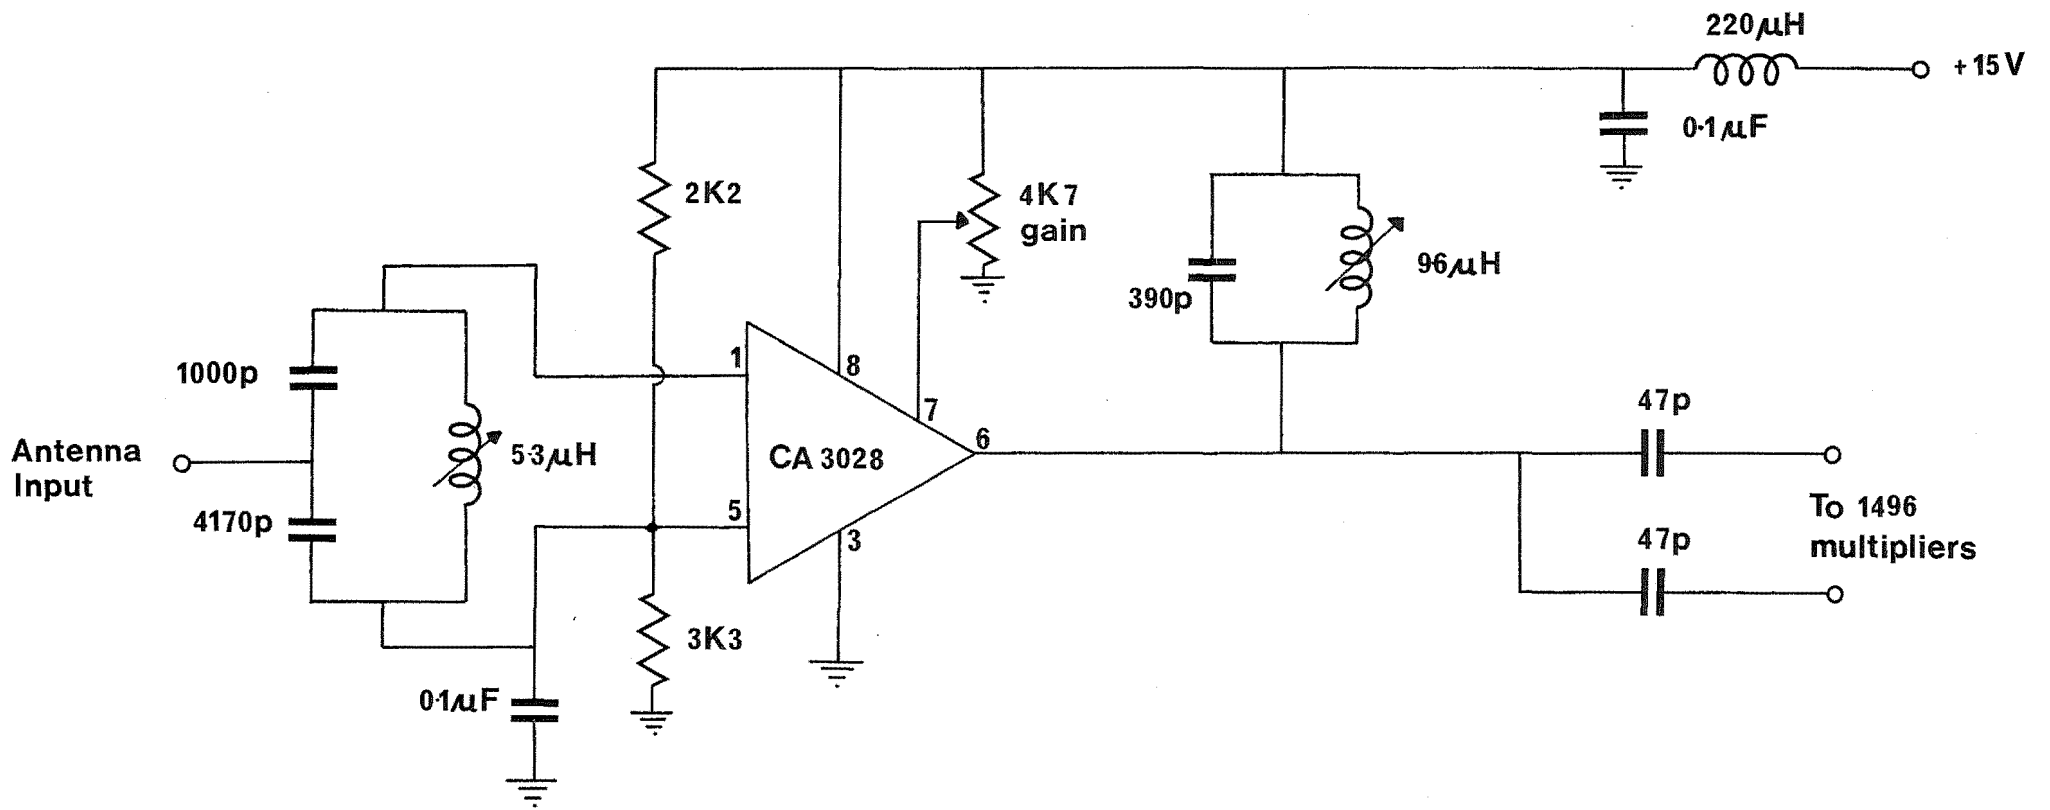 220µH
+15V
0·1µF
2K2
4K7
gain
96µH
390p
1000p
1
8
7
6
47p
Antenna
Input
5·3µH
CA 3028
4170p
5
3
To 1496
multipliers
47p
3K3
0·1µF